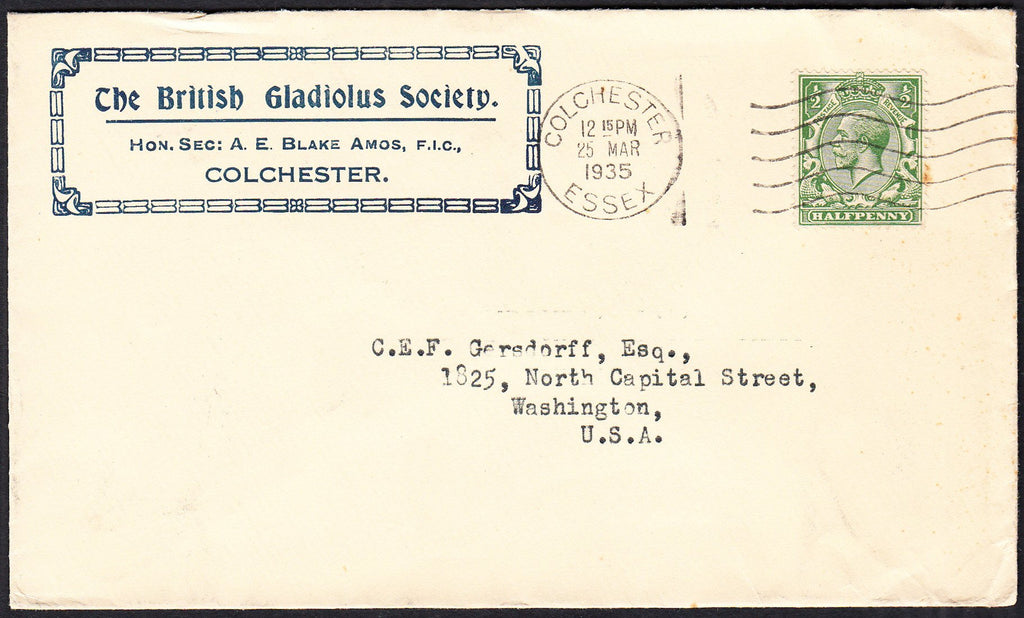 The British Gladiolus Society.
HON. SEC: A. E. BLAKE AMOS, F.I.C.,
COLCHESTER.
COLCHESTER
12 15 PM
25 MAR
1935
ESSEX
½ ½
POSTAGE REVENUE
HALFPENNY
C.E.F. Gersdorff, Esq.,
1825, North Capital Street,
Washington,
U.S.A.